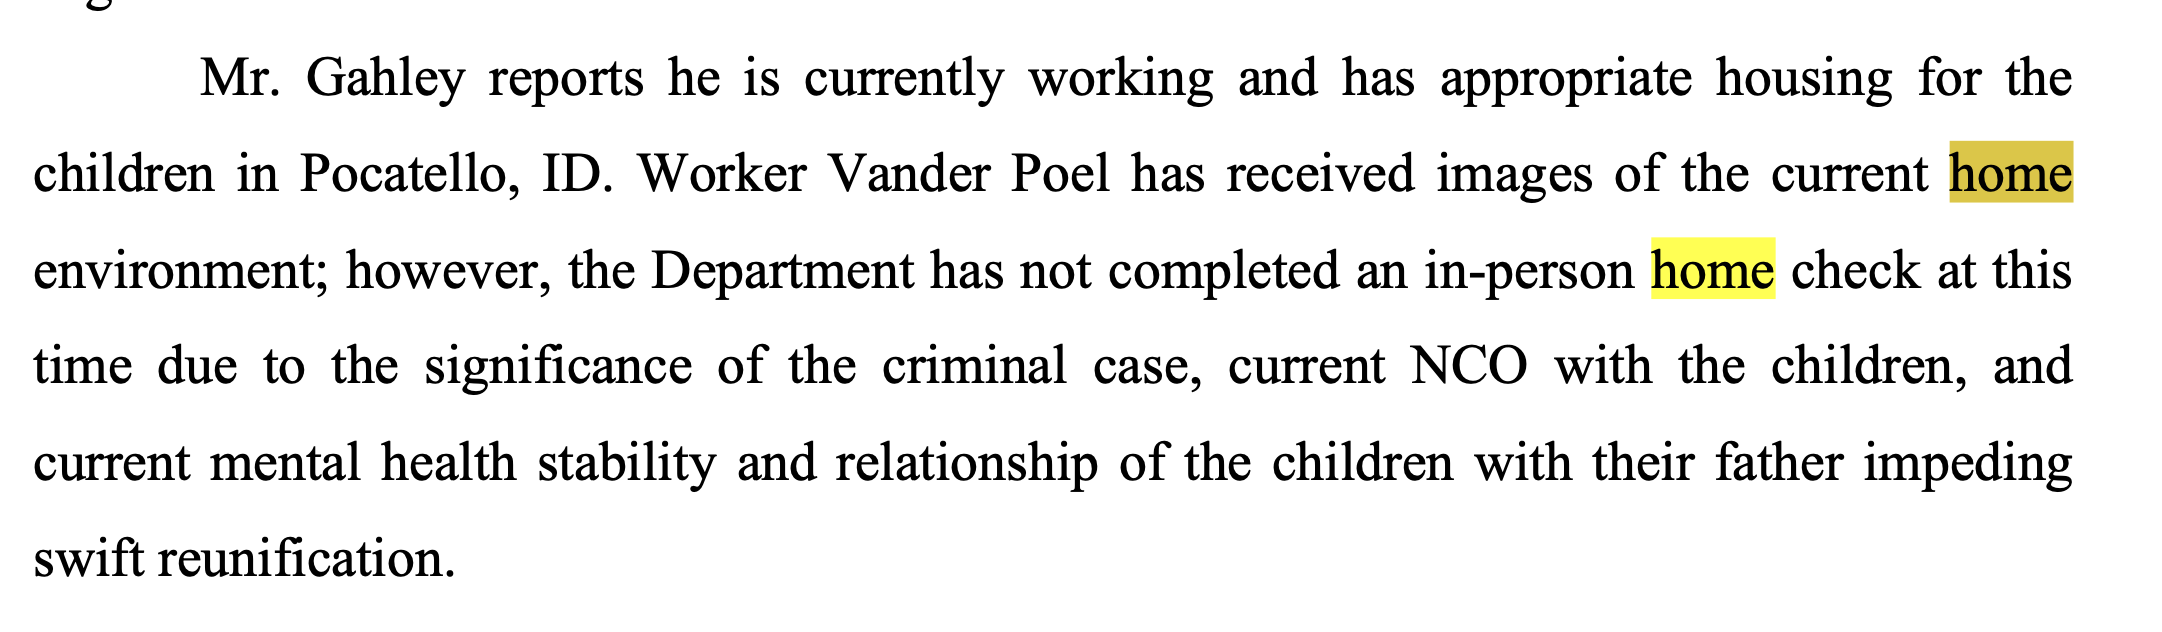 Mr. Gahley reports he is currently working and has appropriate housing for the
children in Pocatello, ID. Worker Vander Poel has received images of the current home
environment; however, the Department has not completed an in-person home check at this
time due to the significance of the criminal case, current NCO with the children, and
current mental health stability and relationship of the children with their father impeding
swift reunification.